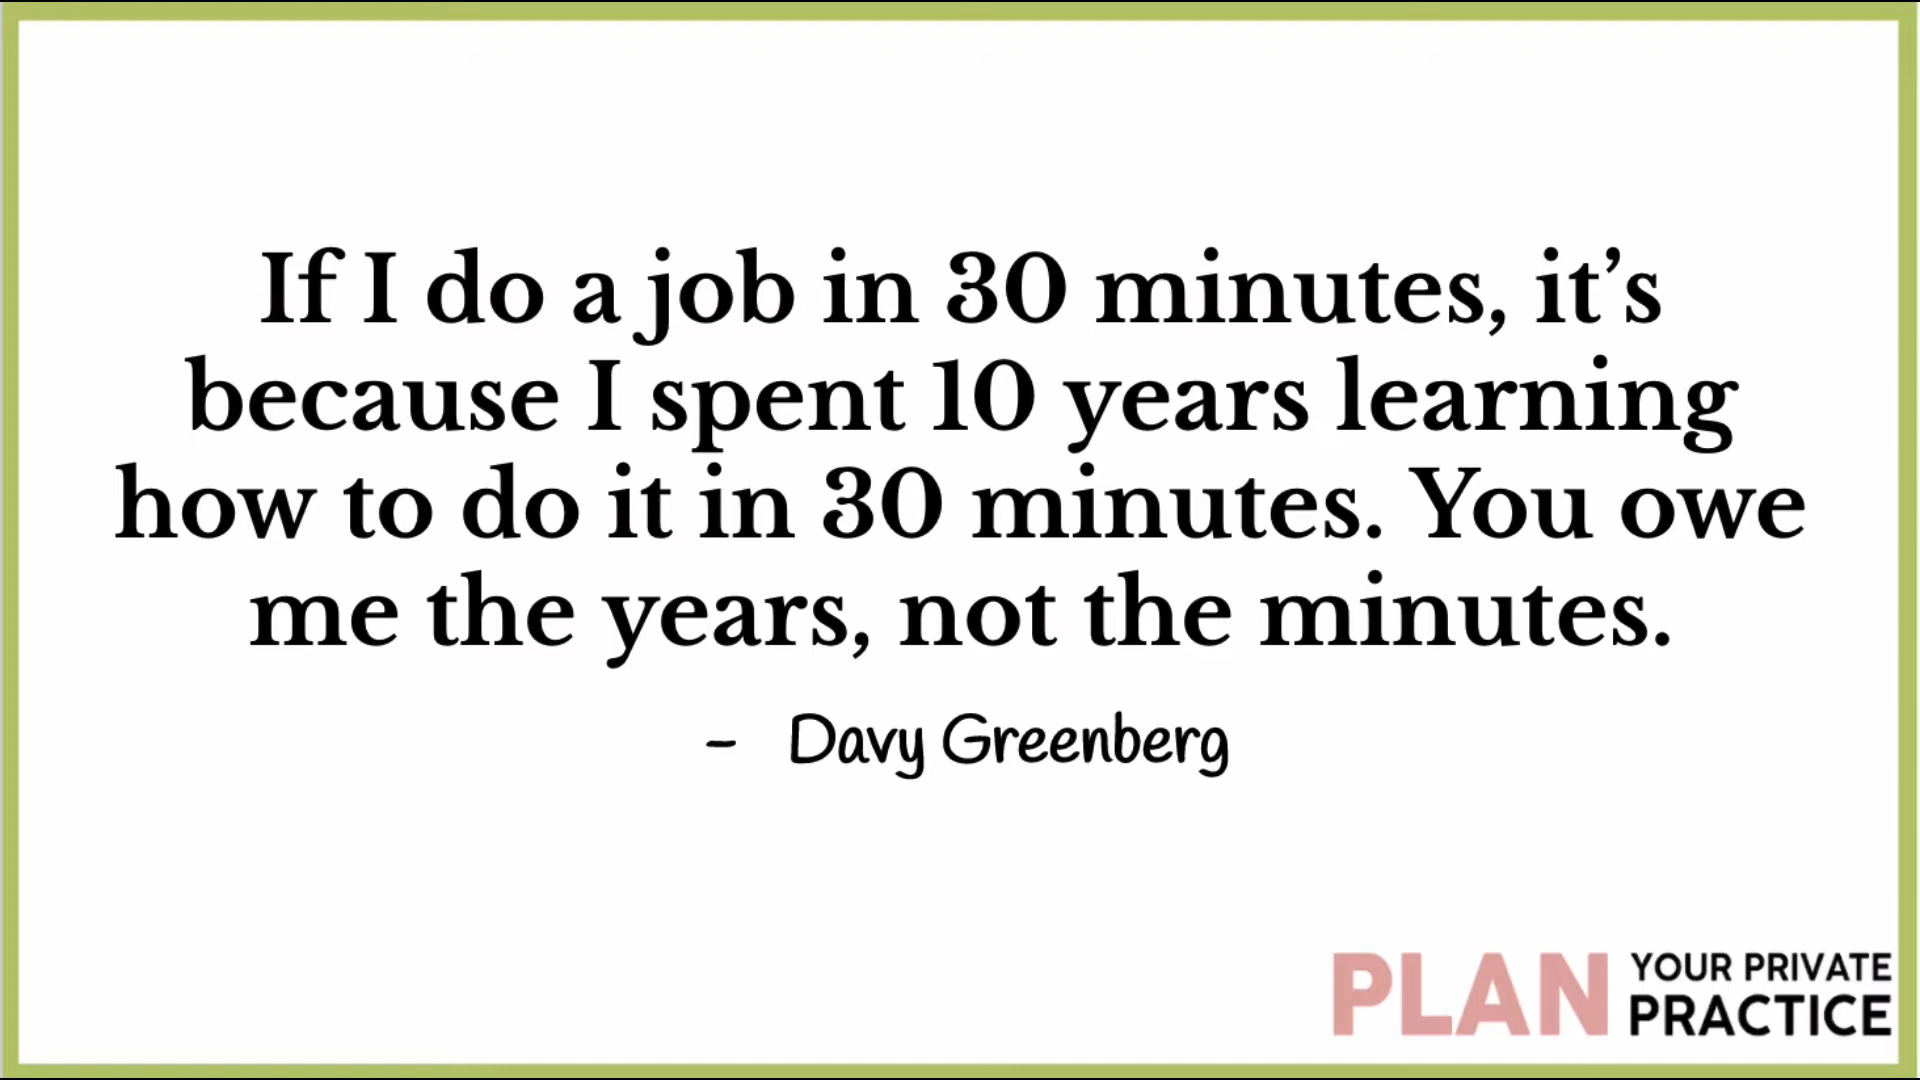 If I do a job in 30 minutes, it’s
because I spent 10 years learning
how to do it in 30 minutes. You owe
me the years, not the minutes.
- Davy Greenberg
PLAN YOUR PRIVATE
PRACTICE